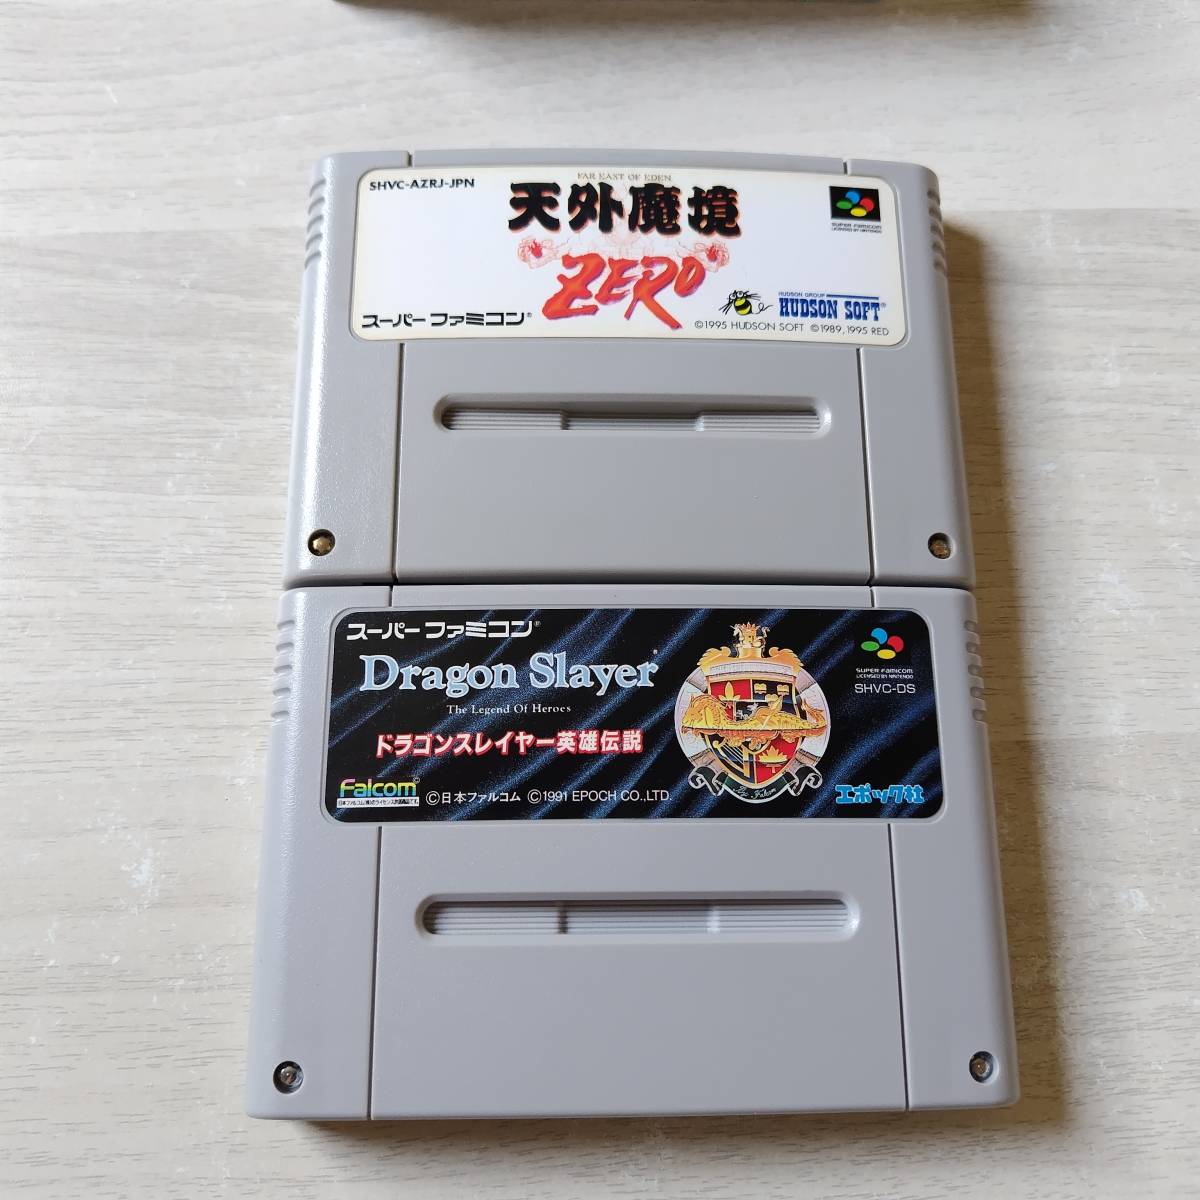 SHVC-AZRJ-JPN
FAR EAST OF EDEN
天外魔境
ZERO
SUPER FAMICOM
LICENSED BY NINTENDO
スーパーファミコン®
HUDSON GROUP
HUDSON SOFT®
©1995 HUDSON SOFT ©1989, 1995 RED
スーパーファミコン®
Dragon Slayer®
The Legend Of Heroes
ドラゴンスレイヤー英雄伝説
SUPER FAMICOM
LICENSED BY NINTENDO
SHVC-DS
Falcom©
©日本ファルコム ©1991 EPOCH CO.,LTD.
エポック社